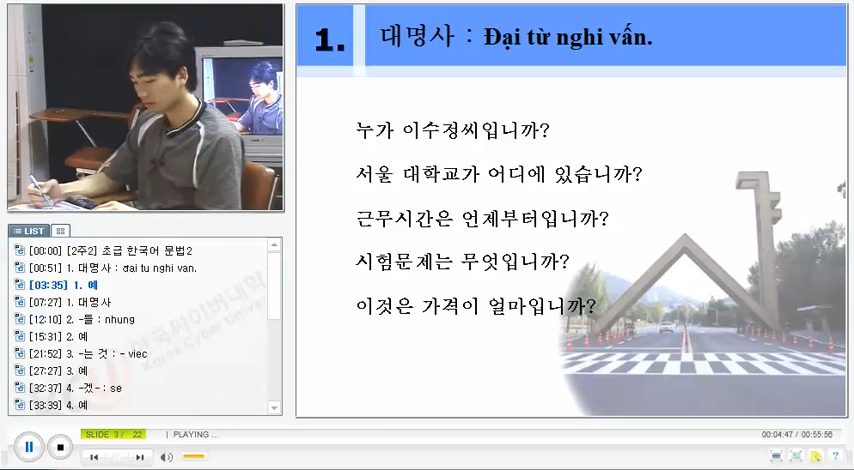 1. 대명사 : Đại từ nghi vấn.
누가 이수정씨입니까?
서울 대학교가 어디에 있습니까?
근무시간은 언제부터입니까?
시험문제는 무엇입니까?
이것은 가격이 얼마입니까?
LIST
[00:00] [2주2] 초급 한국어 문법2
[00:51] 1. 대명사 : đai tu nghi van.
[03:35] 1. 예
[07:27] 1. 대명사
[12:10] 2. -들 : nhung
[15:31] 2. 예
[21:52] 3. -는 것 : - viec
[27:27] 3. 예
[32:37] 4. -겠- : se
[33:39] 4. 예
SLIDE 3 / 22 | PLAYING ...
00:04:47 / 00:55:56